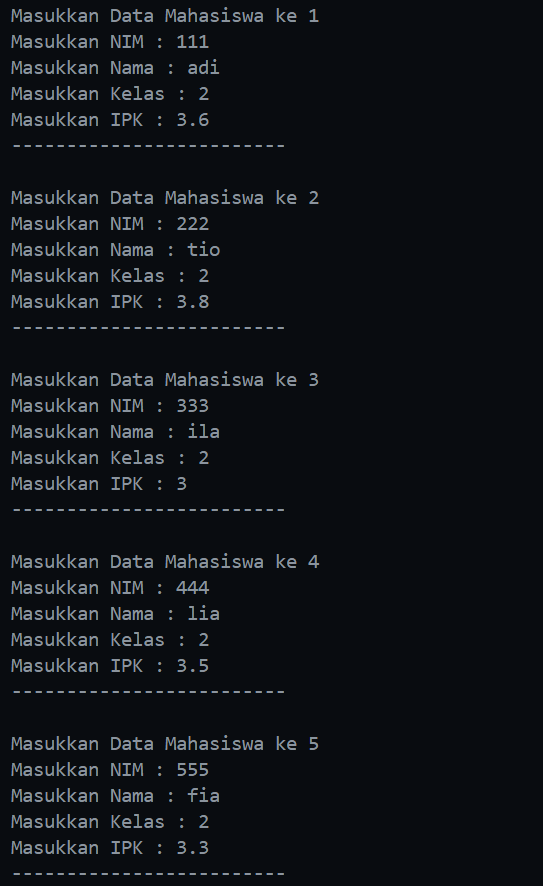 Masukkan Data Mahasiswa ke 1
Masukkan NIM : 111
Masukkan Nama : adi
Masukkan Kelas : 2
Masukkan IPK : 3.6
-------------------------
Masukkan Data Mahasiswa ke 2
Masukkan NIM : 222
Masukkan Nama : tio
Masukkan Kelas : 2
Masukkan IPK : 3.8
-------------------------
Masukkan Data Mahasiswa ke 3
Masukkan NIM : 333
Masukkan Nama : ila
Masukkan Kelas : 2
Masukkan IPK : 3
-------------------------
Masukkan Data Mahasiswa ke 4
Masukkan NIM : 444
Masukkan Nama : lia
Masukkan Kelas : 2
Masukkan IPK : 3.5
-------------------------
Masukkan Data Mahasiswa ke 5
Masukkan NIM : 555
Masukkan Nama : fia
Masukkan Kelas : 2
Masukkan IPK : 3.3
-------------------------